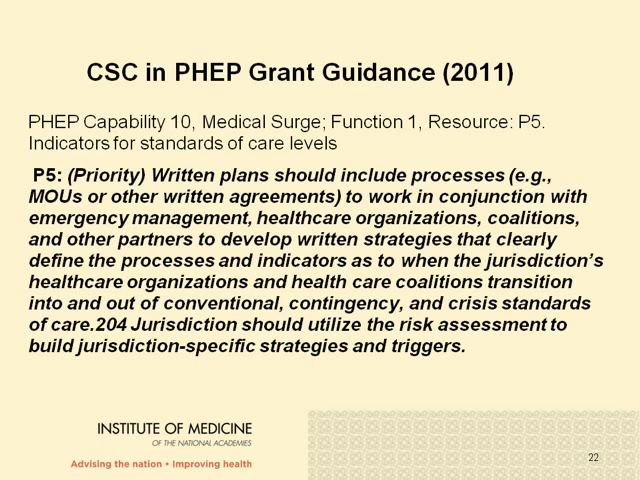 CSC in PHEP Grant Guidance (2011)
PHEP Capability 10, Medical Surge; Function 1, Resource: P5.
Indicators for standards of care levels
P5: (Priority) Written plans should include processes (e.g.,
MOUs or other written agreements) to work in conjunction with
emergency management, healthcare organizations, coalitions,
and other partners to develop written strategies that clearly
define the processes and indicators as to when the jurisdiction’s
healthcare organizations and health care coalitions transition
into and out of conventional, contingency, and crisis standards
of care.204 Jurisdiction should utilize the risk assessment to
build jurisdiction-specific strategies and triggers.
INSTITUTE OF MEDICINE
OF THE NATIONAL ACADEMIES
Advising the nation • Improving health
22